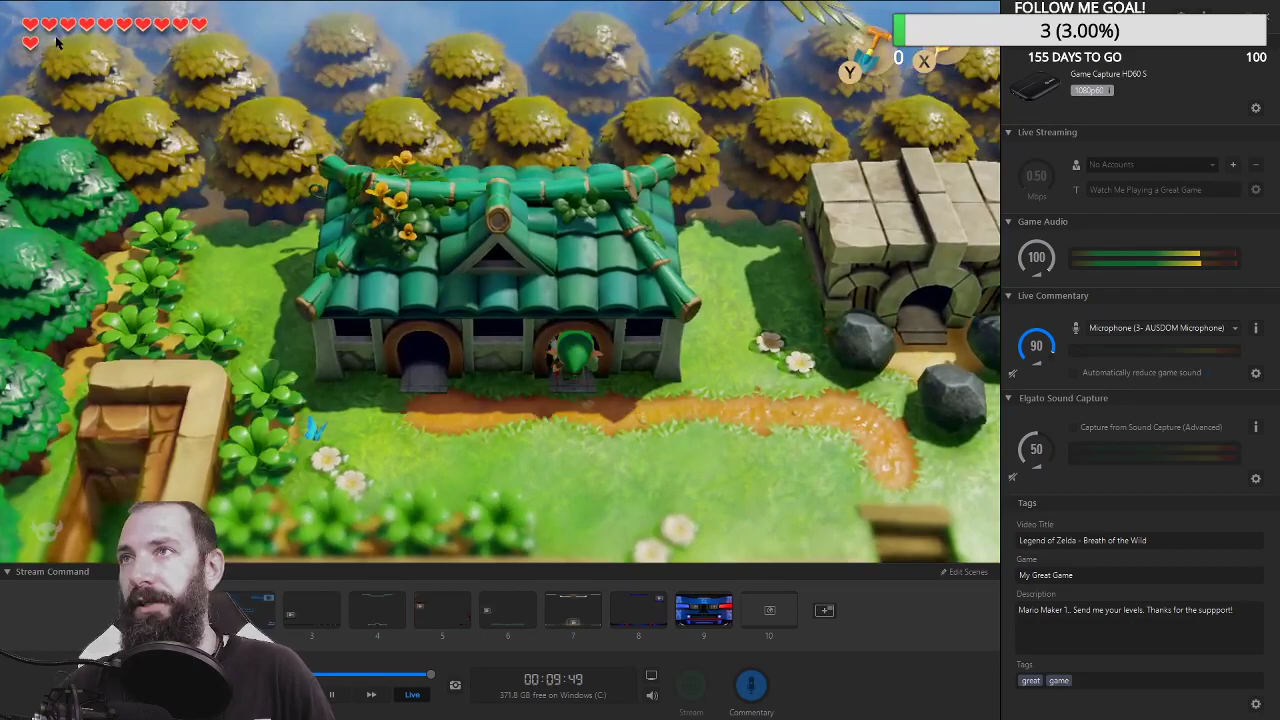 FOLLOW ME GOAL!
3 (3.00%)
Y
0
X
155 DAYS TO GO
100
Game Capture HD60 S
1080p60
Live Streaming
0.50
Mbps
No Accounts
Watch Me Playing a Great Game
Game Audio
100
Live Commentary
90
Microphone (3- AUSDOM Microphone)
Automatically reduce game sound
Elgato Sound Capture
50
Capture from Sound Capture (Advanced)
Tags
Video Title
Legend of Zelda - Breath of the Wild
Game
My Great Game
Description
Mario Maker 1. Send me your levels. Thanks for the suppport!
Tags
great
game
Stream Command
Edit Scenes
3
4
5
6
7
8
9
10
Live
00:09:49
371.8 GB free on Windows (C:)
Stream
Commentary